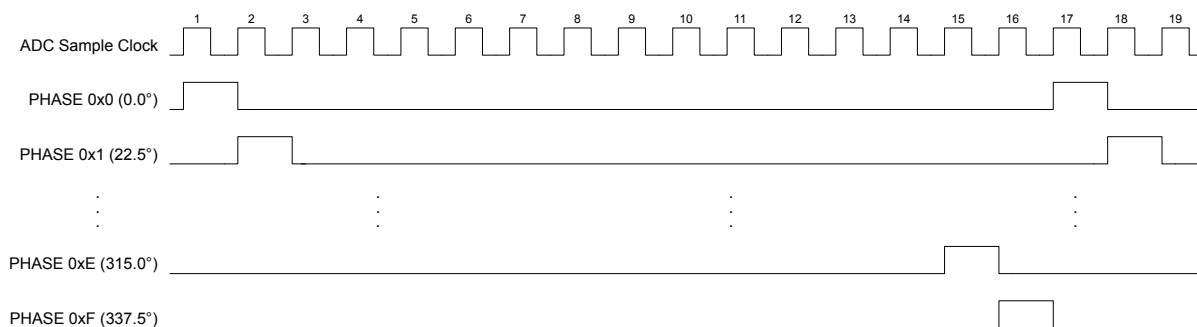 1 2 3 4 5 6 7 8 9 10 11 12 13 14 15 16 17 18 19
ADC Sample Clock
PHASE 0x0 (0.0°)
PHASE 0x1 (22.5°)
PHASE 0xE (315.0°)
PHASE 0xF (337.5°)